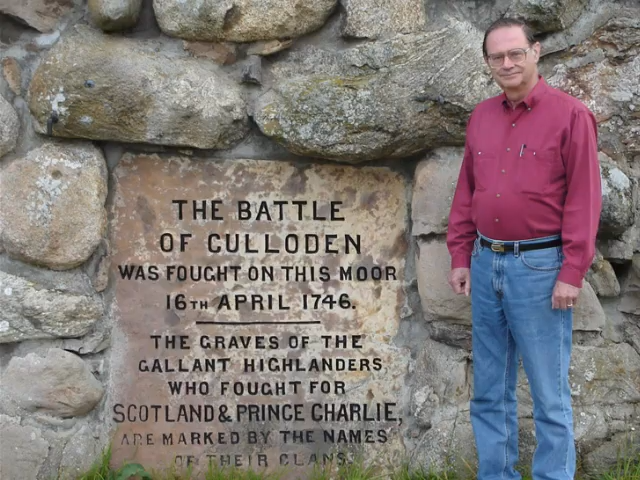 THE BATTLE
OF CULLODEN
WAS FOUGHT ON THIS MOOR
16TH APRIL 1746.
THE GRAVES OF THE
GALLANT HIGHLANDERS
WHO FOUGHT FOR
SCOTLAND & PRINCE CHARLIE,
ARE MARKED BY THE NAMES
OF THEIR CLANS.